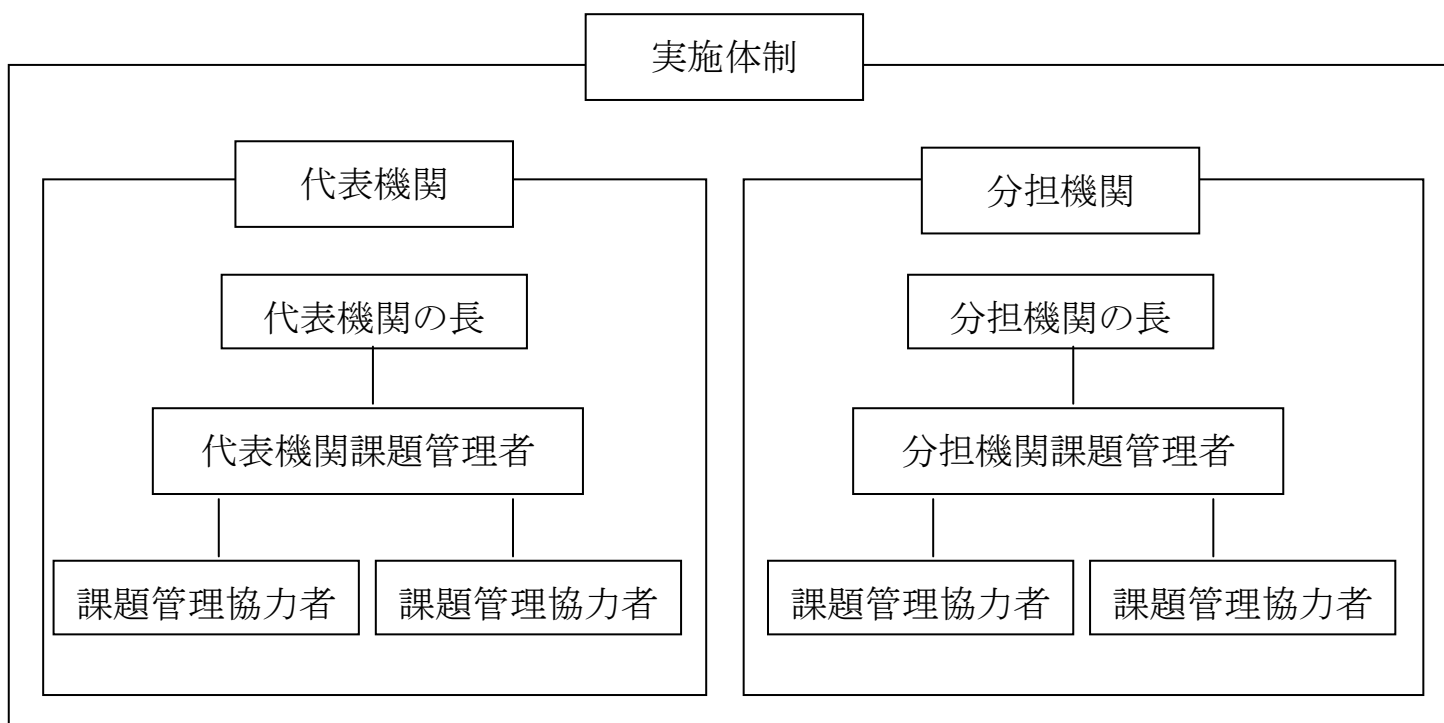 実施体制
代表機関
代表機関の長
代表機関課題管理者
課題管理協力者
課題管理協力者
分担機関
分担機関の長
分担機関課題管理者
課題管理協力者
課題管理協力者